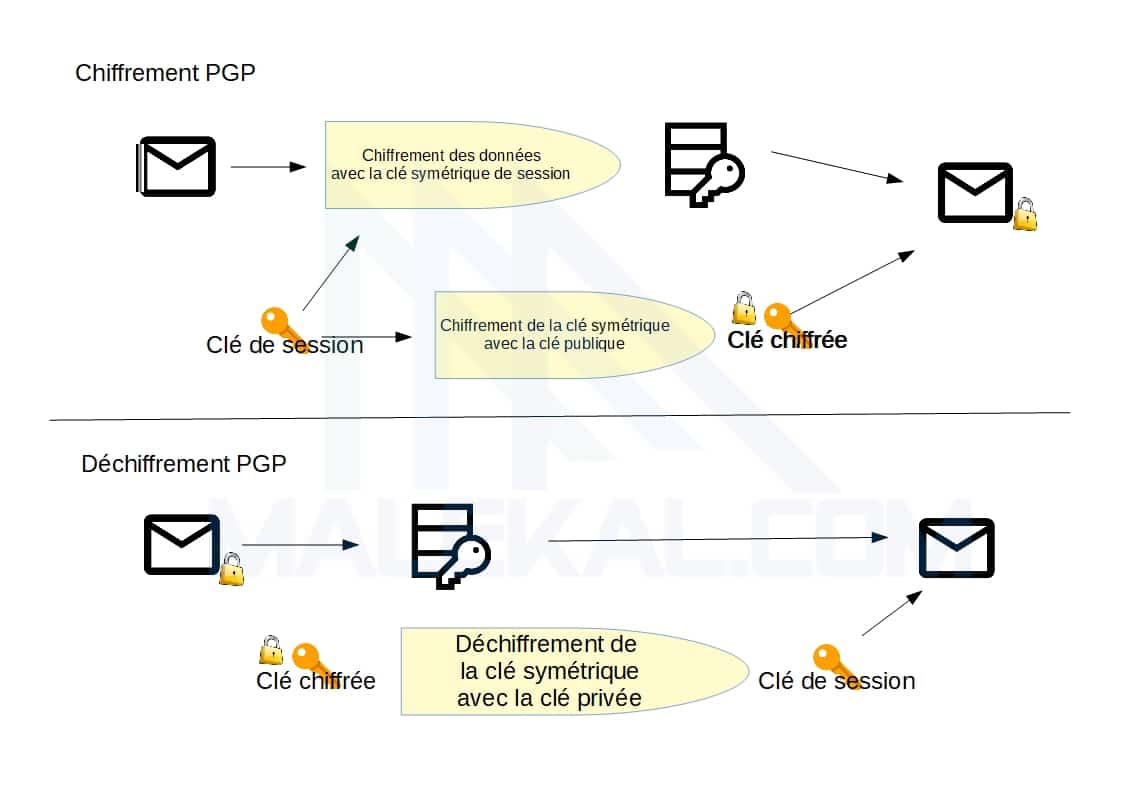 Chiffrement PGP
Chiffrement des données
avec la clé symétrique de session
Chiffrement de la clé symétrique
avec la clé publique
Clé de session
Clé chiffrée
Déchiffrement PGP
MALEKAL.COM
Déchiffrement de
la clé symétrique
avec la clé privée
Clé chiffrée
Clé de session